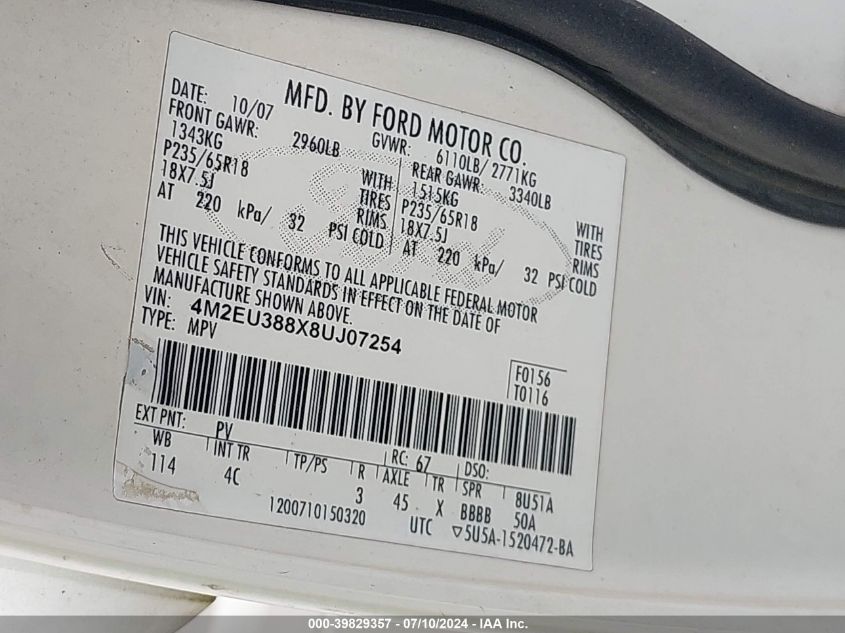 MFD. BY FORD MOTOR CO.
DATE: 10/07 GVWR: 6110LB/ 2771KG
FRONT GAWR: 2960LB REAR GAWR: 3340LB
1343KG 1515KG
P235/65R18 WITH TIRES P235/65R18 WITH TIRES
18X7.5J RIMS 18X7.5J RIMS
AT 220 kPa/ 32 PSI COLD AT 220 kPa/ 32 PSI COLD
THIS VEHICLE CONFORMS TO ALL APPLICABLE FEDERAL MOTOR
VEHICLE SAFETY STANDARDS IN EFFECT ON THE DATE OF
MANUFACTURE SHOWN ABOVE.
VIN: 4M2EU388X8UJ07254
TYPE: MPV
F0156
T0116
EXT PNT: PV RC: 67 DSO:
WB INT TR TP/PS R AXLE TR SPR 8U51A
114 4C 3 45 X BBBB 50A
1200710150320 UTC ▽5U5A-1520472-BA
000-39829357 - 07/10/2024 - IAA Inc.